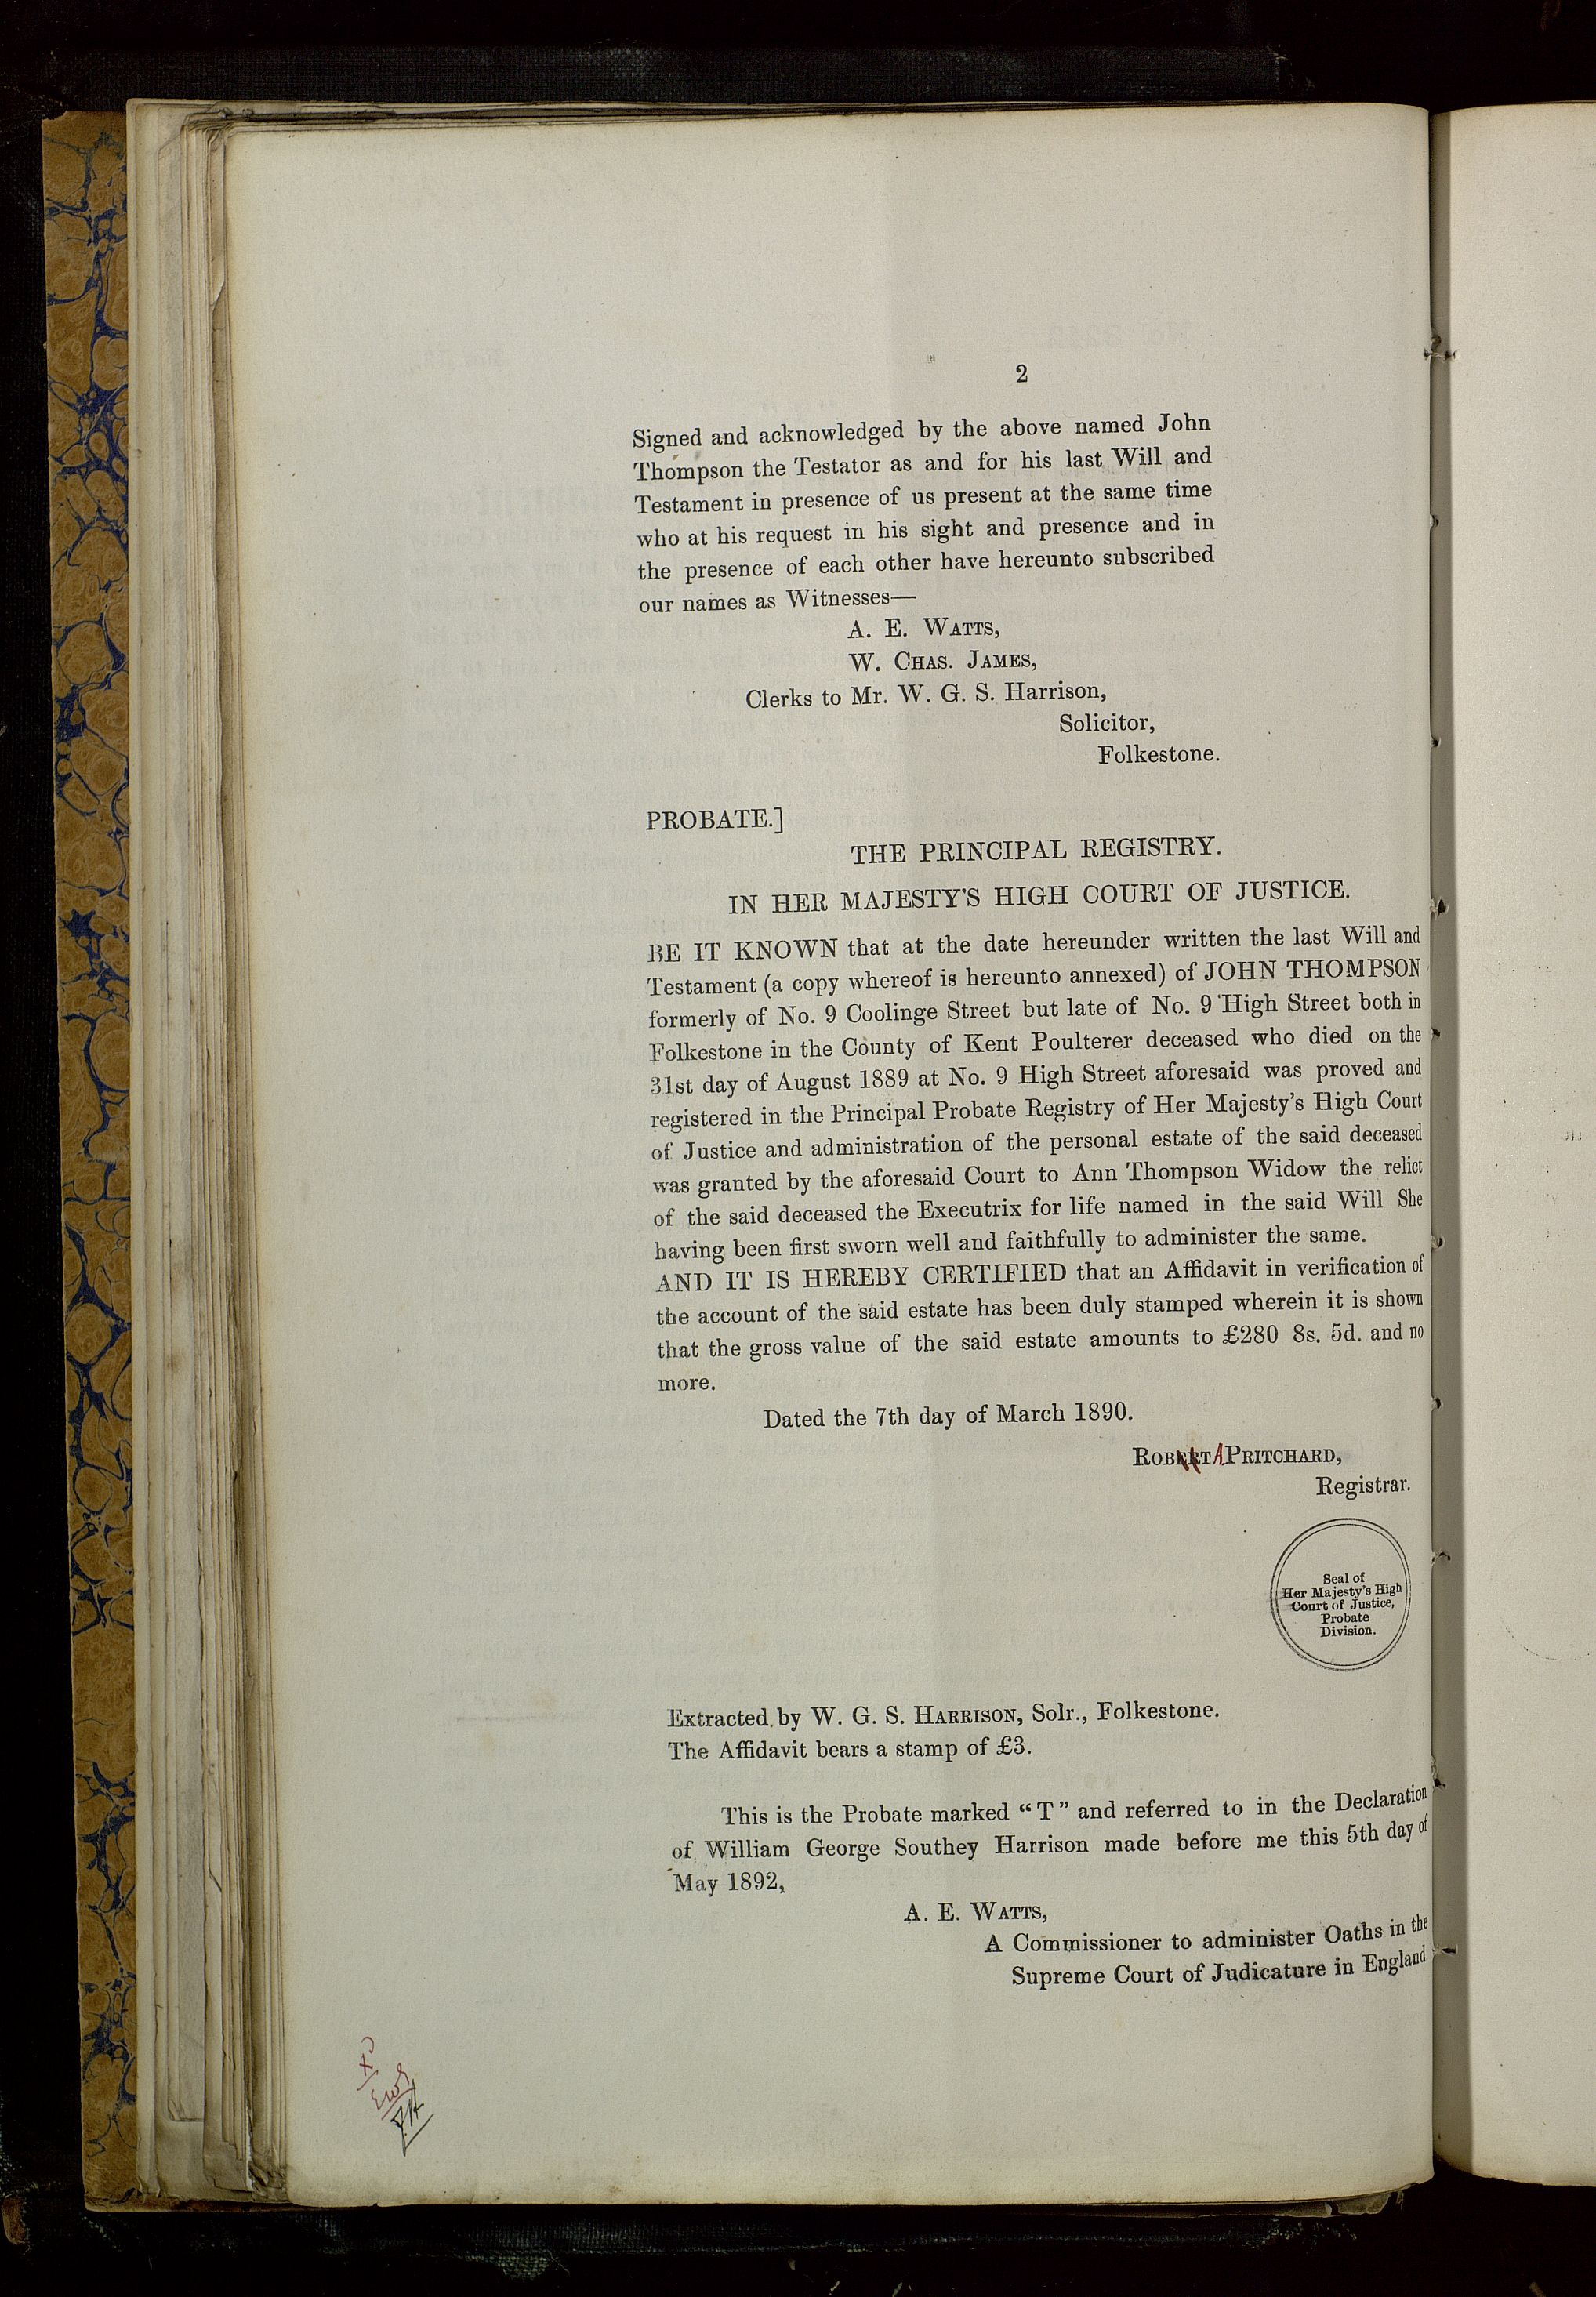 2
Signed and acknowledged by the above named John
Thompson the Testator as and for his last Will and
Testament in presence of us present at the same time
who at his request in his sight and presence and in
the presence of each other have hereunto subscribed
our names as Witnesses—
A. E. WATTS,
W. CHAS. JAMES,
Clerks to Mr. W. G. S. Harrison,
Solicitor,
Folkestone.
PROBATE.]
THE PRINCIPAL REGISTRY.
IN HER MAJESTY'S HIGH COURT OF JUSTICE.
BE IT KNOWN that at the date hereunder written the last Will and
Testament (a copy whereof is hereunto annexed) of JOHN THOMPSON
formerly of No. 9 Coolinge Street but late of No. 9 High Street both in
Folkestone in the County of Kent Poulterer deceased who died on the
31st day of August 1889 at No. 9 High Street aforesaid was proved and
registered in the Principal Probate Registry of Her Majesty's High Court
of Justice and administration of the personal estate of the said deceased
was granted by the aforesaid Court to Ann Thompson Widow the relict
of the said deceased the Executrix for life named in the said Will She
having been first sworn well and faithfully to administer the same.
AND IT IS HEREBY CERTIFIED that an Affidavit in verification of
the account of the said estate has been duly stamped wherein it is shown
that the gross value of the said estate amounts to £280 8s. 5d. and no
more.
Dated the 7th day of March 1890.
ROBERT A PRITCHARD,
Registrar.
Seal of
Her Majesty's High
Court of Justice,
Probate
Division.
Extracted by W. G. S. HARRISON, Solr., Folkestone.
The Affidavit bears a stamp of £3.
This is the Probate marked "T" and referred to in the Declaration
of William George Southey Harrison made before me this 5th day of
May 1892,
A. E. WATTS,
A Commissioner to administer Oaths in the
Supreme Court of Judicature in England.